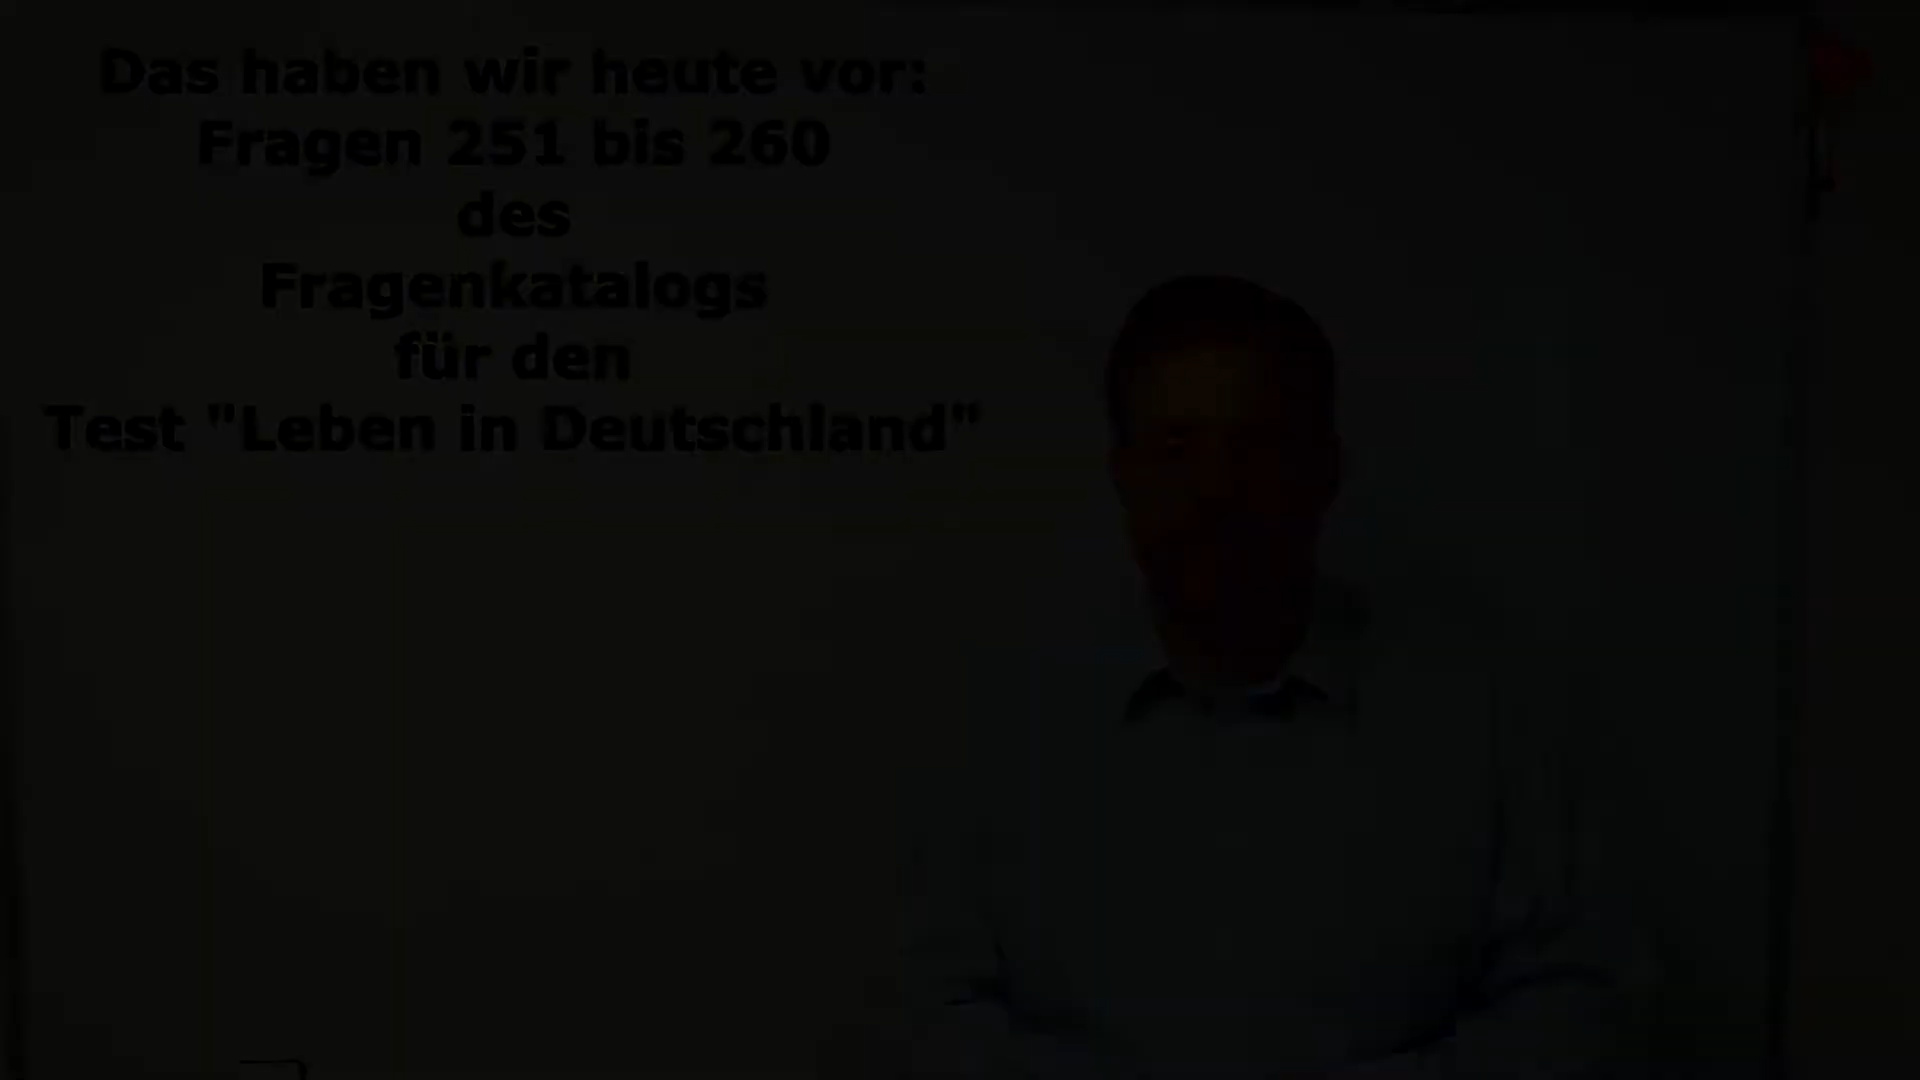 Das haben wir heute vor:
Fragen 251 bis 260
des
Fragenkatalogs
für den
Test "Leben in Deutschland"